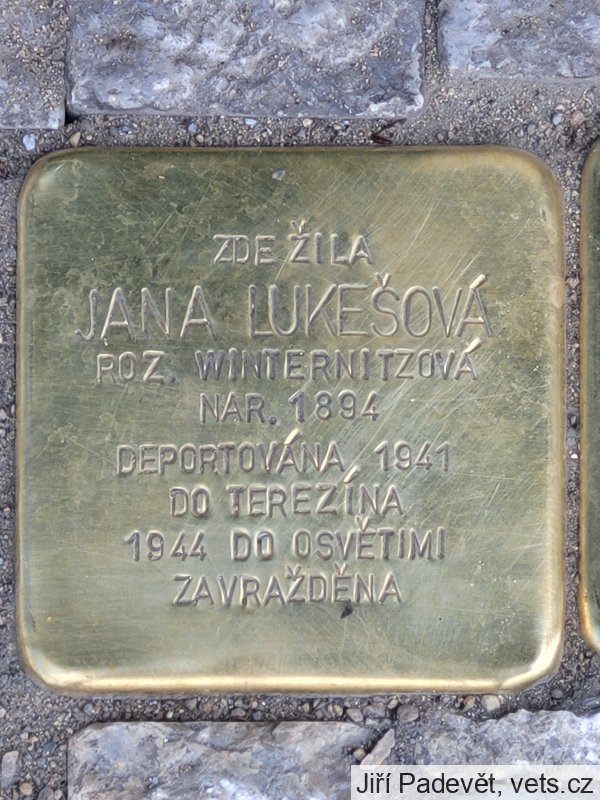 ZDE ŽILA
JANA LUKEŠOVÁ
ROZ. WINTERNITZOVÁ
NAR. 1894
DEPORTOVÁNA 1941
DO TEREZÍNA
1944 DO OSVĚTIMI
ZAVRAŽDĚNA
Jiří Padevět, vets.cz